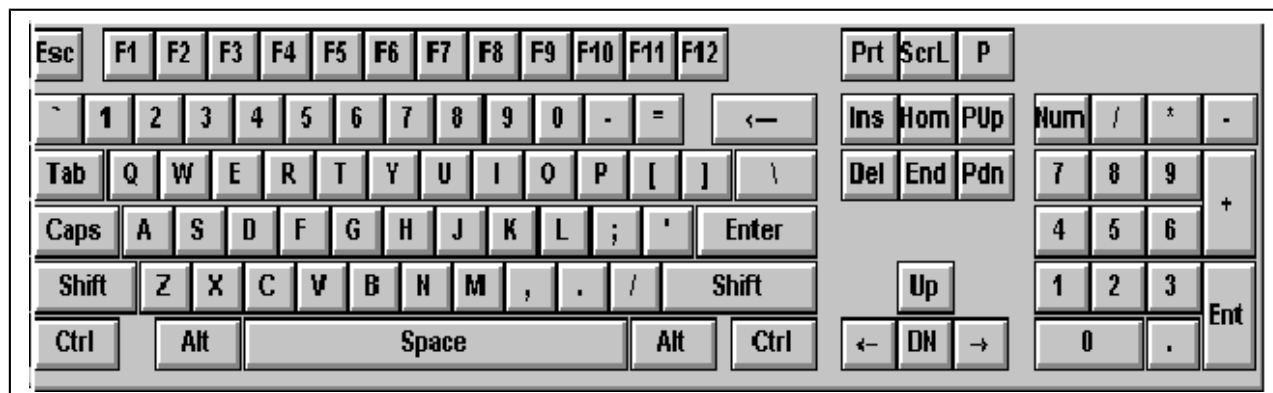 Esc F1 F2 F3 F4 F5 F6 F7 F8 F9 F10 F11 F12 Prt ScrL P
` 1 2 3 4 5 6 7 8 9 0 - = ← Ins Hom PUp Num / * -
Tab Q W E R T Y U I O P [ ] \ Del End Pdn 7 8 9 +
Caps A S D F G H J K L ; ' Enter 4 5 6
Shift Z X C V B N M , . / Shift Up 1 2 3 Ent
Ctrl Alt Space Alt Ctrl ← DN → 0 .